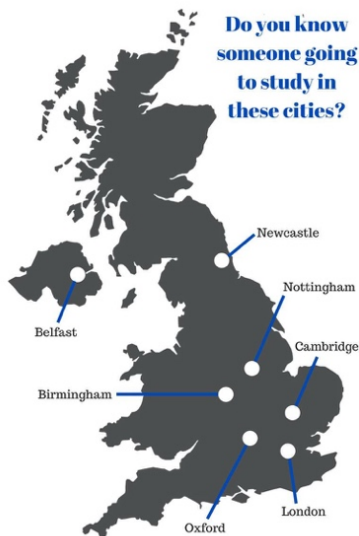 Do you know
someone going
to study in
these cities?
Newcastle
Nottingham
Belfast
Cambridge
Birmingham
London
Oxford